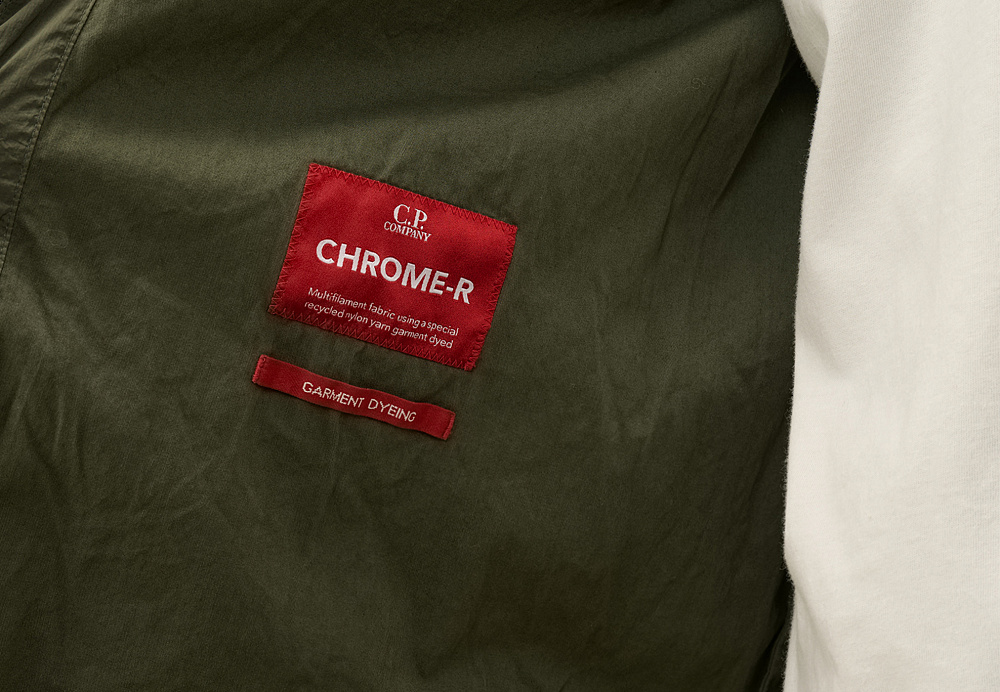 C.P.
COMPANY
CHROME-R
Multifilament fabric using a special
recycled nylon yarn garment dyed
GARMENT DYEING